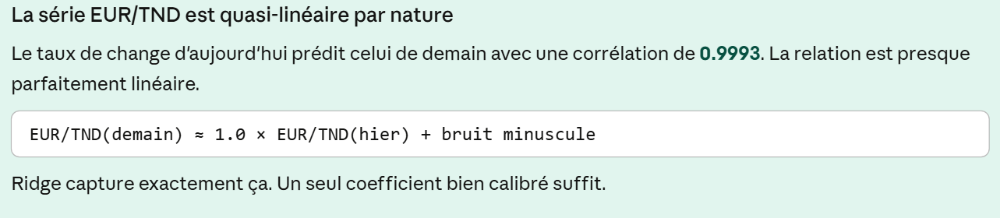 La série EUR/TND est quasi-linéaire par nature
Le taux de change d'aujourd'hui prédit celui de demain avec une corrélation de 0.9993. La relation est presque
parfaitement linéaire.
EUR/TND(demain) ≈ 1.0 × EUR/TND(hier) + bruit minuscule
Ridge capture exactement ça. Un seul coefficient bien calibré suffit.